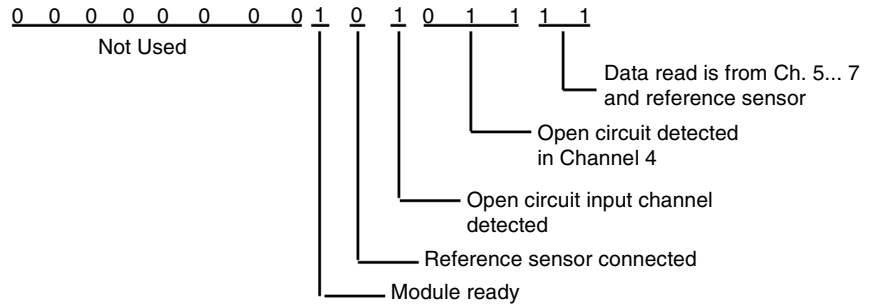 0 0 0 0 0 0 0 0 1 0 1 0 1 1 1 1
Not Used
Data read is from Ch. 5... 7
and reference sensor
Open circuit detected
in Channel 4
Open circuit input channel
detected
Reference sensor connected
Module ready